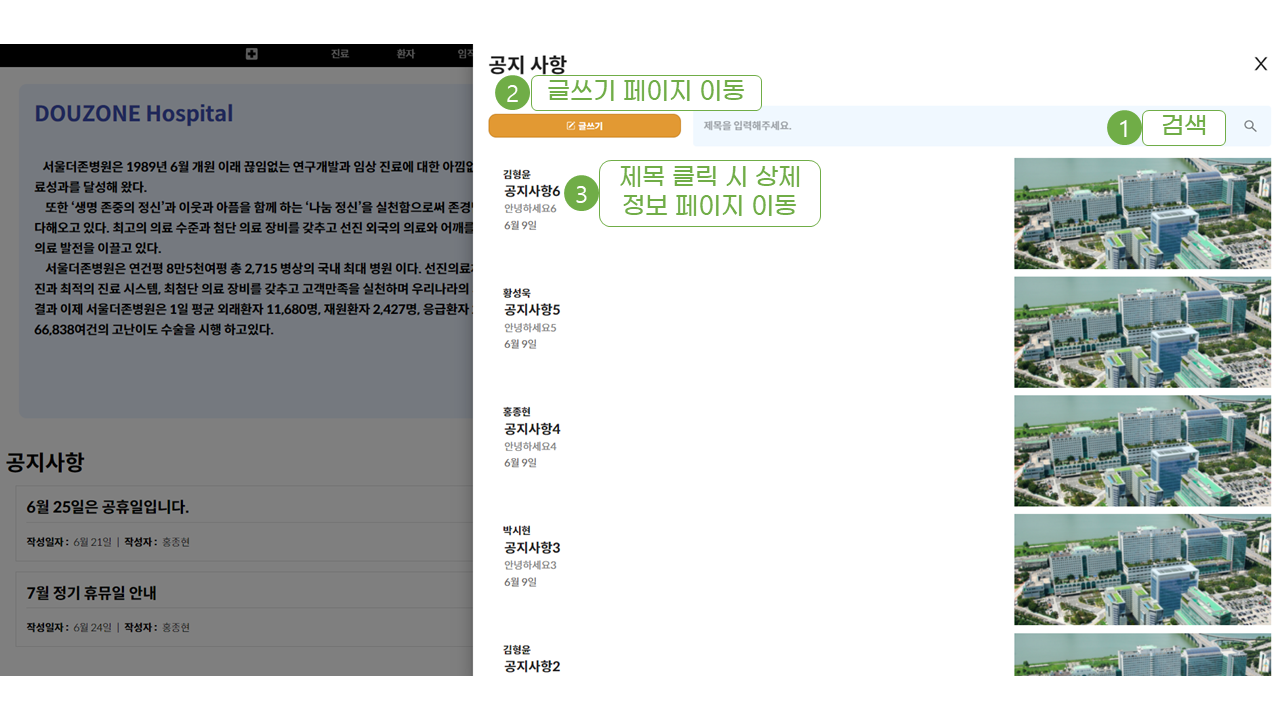 진료 환자 임직
DOUZONE Hospital
서울더존병원은 1989년 6월 개원 이래 끊임없는 연구개발과 임상 진료에 대한 아낌없
료성과를 달성해 왔다.
또한 ‘생명 존중의 정신’과 이웃과 아픔을 함께 하는 ‘나눔 정신’을 실천함으로써 존경
다해오고 있다. 최고의 의료 수준과 첨단 의료 장비를 갖추고 선진 외국의 의료와 어깨를
의료 발전을 이끌고 있다.
서울더존병원은 연건평 8만5천여평 총 2,715 병상의 국내 최대 병원 이다. 선진의료
진과 최적의 진료 시스템, 최첨단 의료 장비를 갖추고 고객만족을 실천하며 우리나라의
결과 이제 서울더존병원은 1일 평균 외래환자 11,680명, 재원환자 2,427명, 응급환자
66,838여건의 고난이도 수술을 시행 하고있다.
공지사항
6월 25일은 공휴일입니다.
작성일자 : 6월 21일 | 작성자 : 홍종현
7월 정기 휴뮤일 안내
작성일자 : 6월 24일 | 작성자 : 홍종현
공지 사항
X
2 글쓰기 페이지 이동
글쓰기
제목을 입력해주세요.
1 검색
김형윤
공지사항6
안녕하세요6
6월 9일
3 제목 클릭 시 상제
정보 페이지 이동
황성욱
공지사항5
안녕하세요5
6월 9일
홍종현
공지사항4
안녕하세요4
6월 9일
박시현
공지사항3
안녕하세요3
6월 9일
김형윤
공지사항2